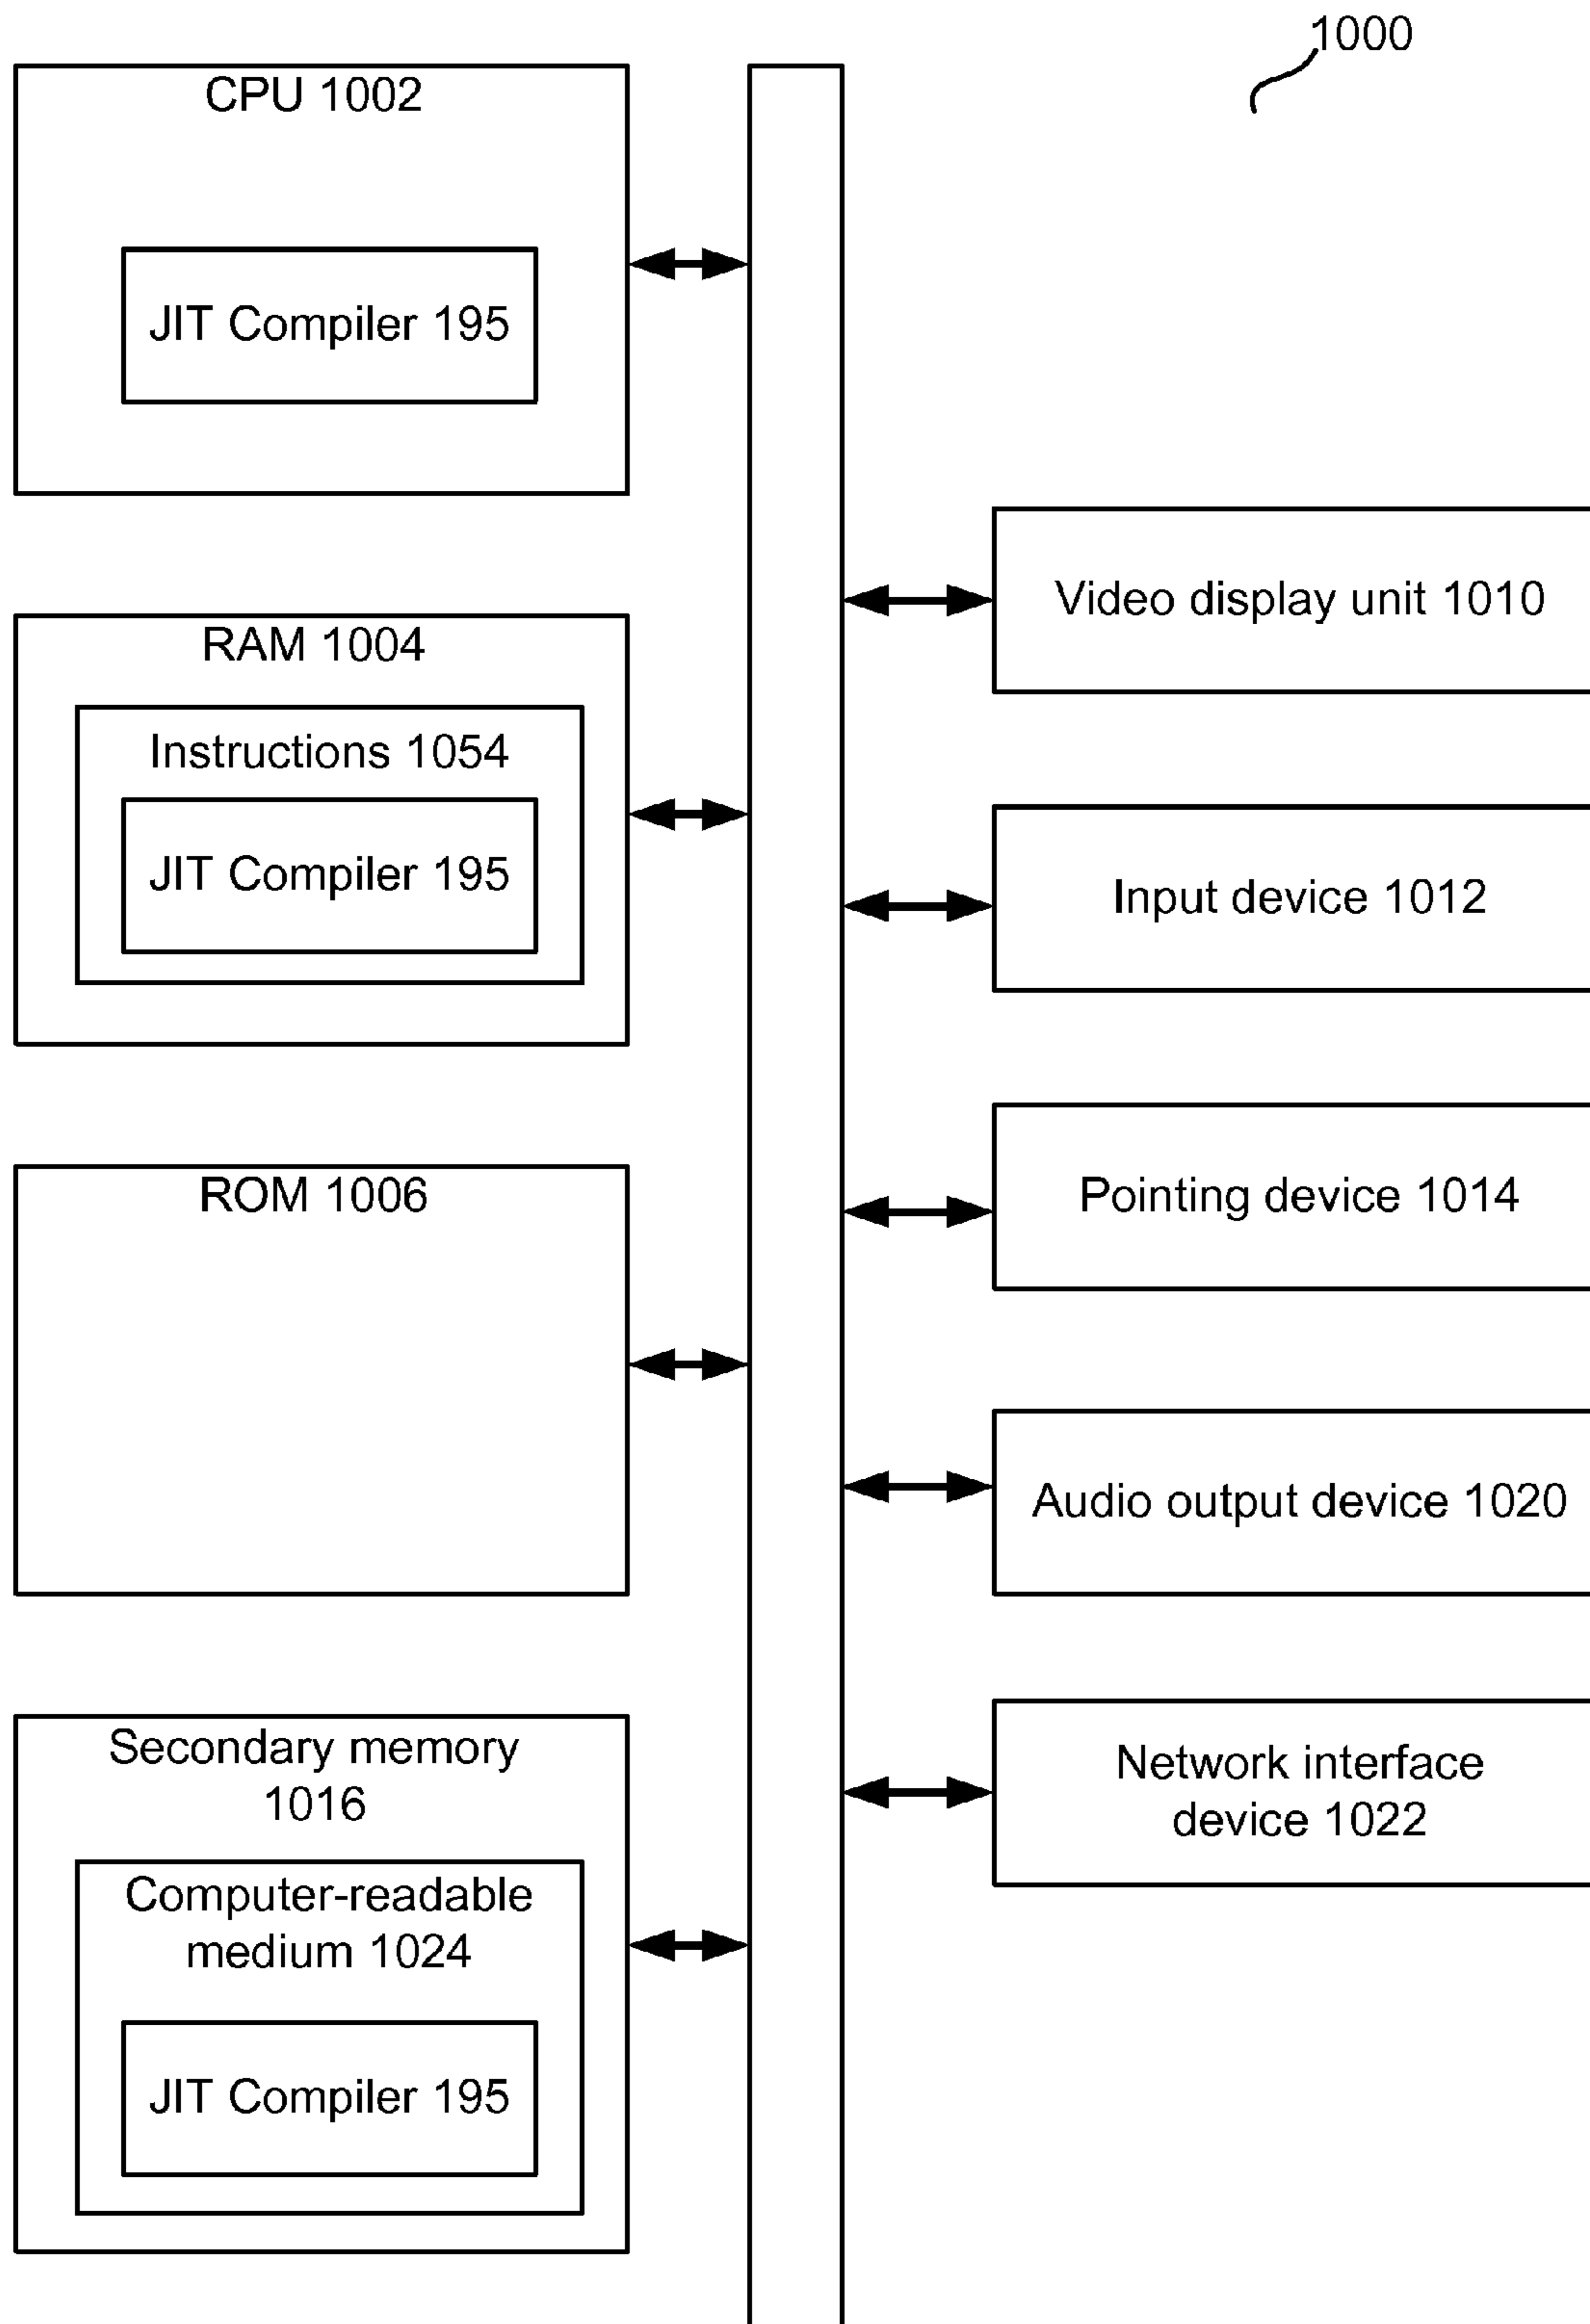 1000
CPU 1002
JIT Compiler 195
RAM 1004
Instructions 1054
JIT Compiler 195
ROM 1006
Secondary memory
1016
Computer-readable
medium 1024
JIT Compiler 195
Video display unit 1010
Input device 1012
Pointing device 1014
Audio output device 1020
Network interface
device 1022